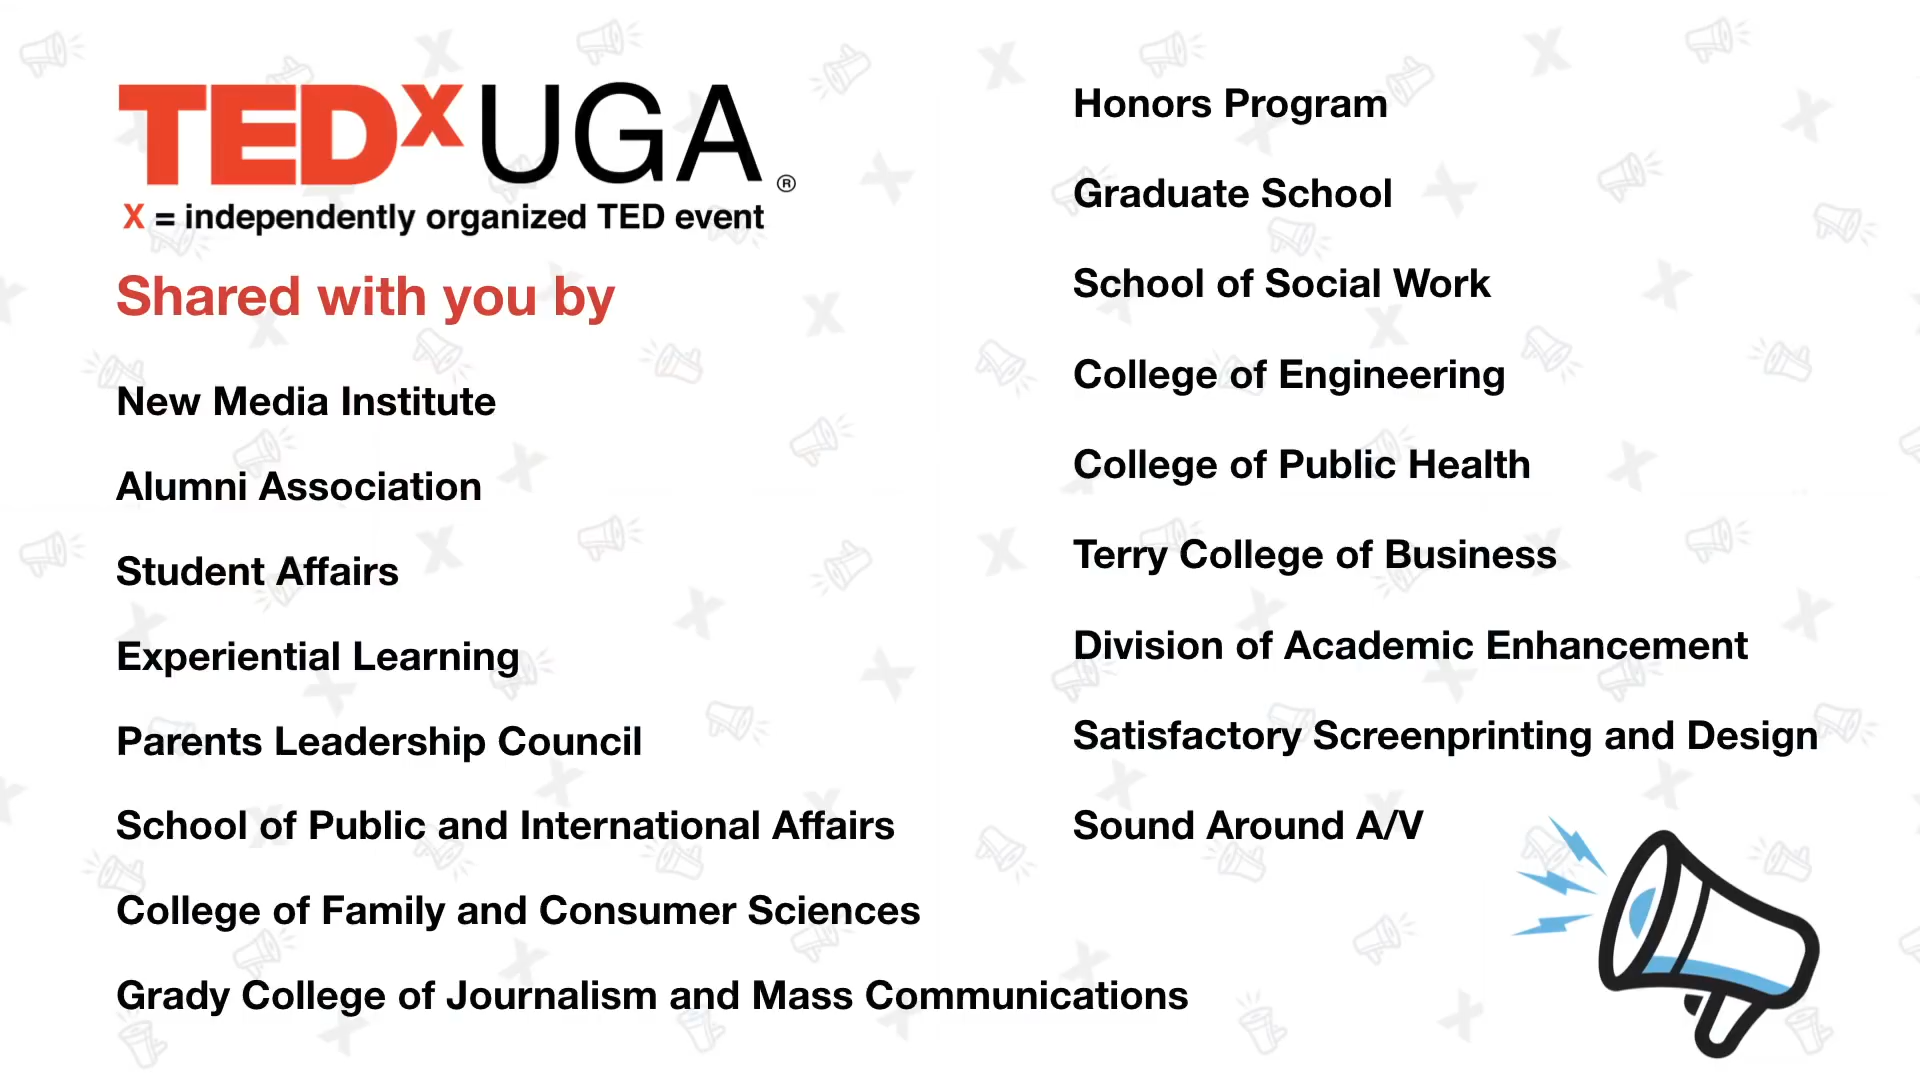 TEDxUGA®
X = independently organized TED event
Shared with you by
New Media Institute
Alumni Association
Student Affairs
Experiential Learning
Parents Leadership Council
School of Public and International Affairs
College of Family and Consumer Sciences
Grady College of Journalism and Mass Communications
Honors Program
Graduate School
School of Social Work
College of Engineering
College of Public Health
Terry College of Business
Division of Academic Enhancement
Satisfactory Screenprinting and Design
Sound Around A/V